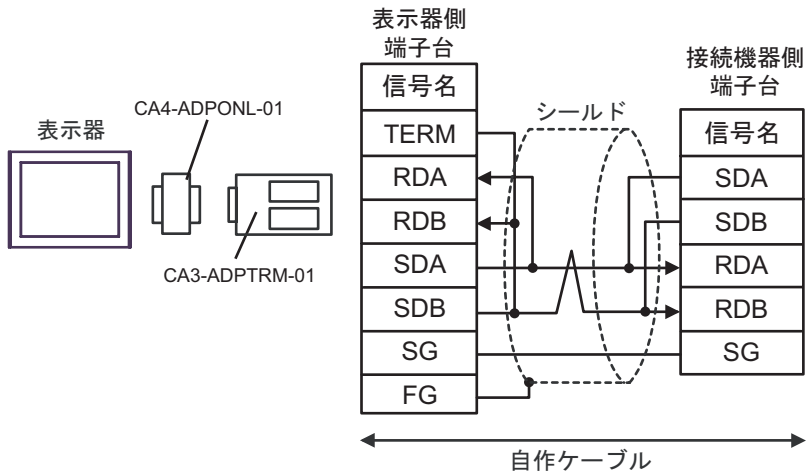 表示器
CA4-ADPONL-01
CA3-ADPTRM-01
表示器側
端子台
信号名
TERM
RDA
RDB
SDA
SDB
SG
FG
シールド
接続機器側
端子台
信号名
SDA
SDB
RDA
RDB
SG
自作ケーブル